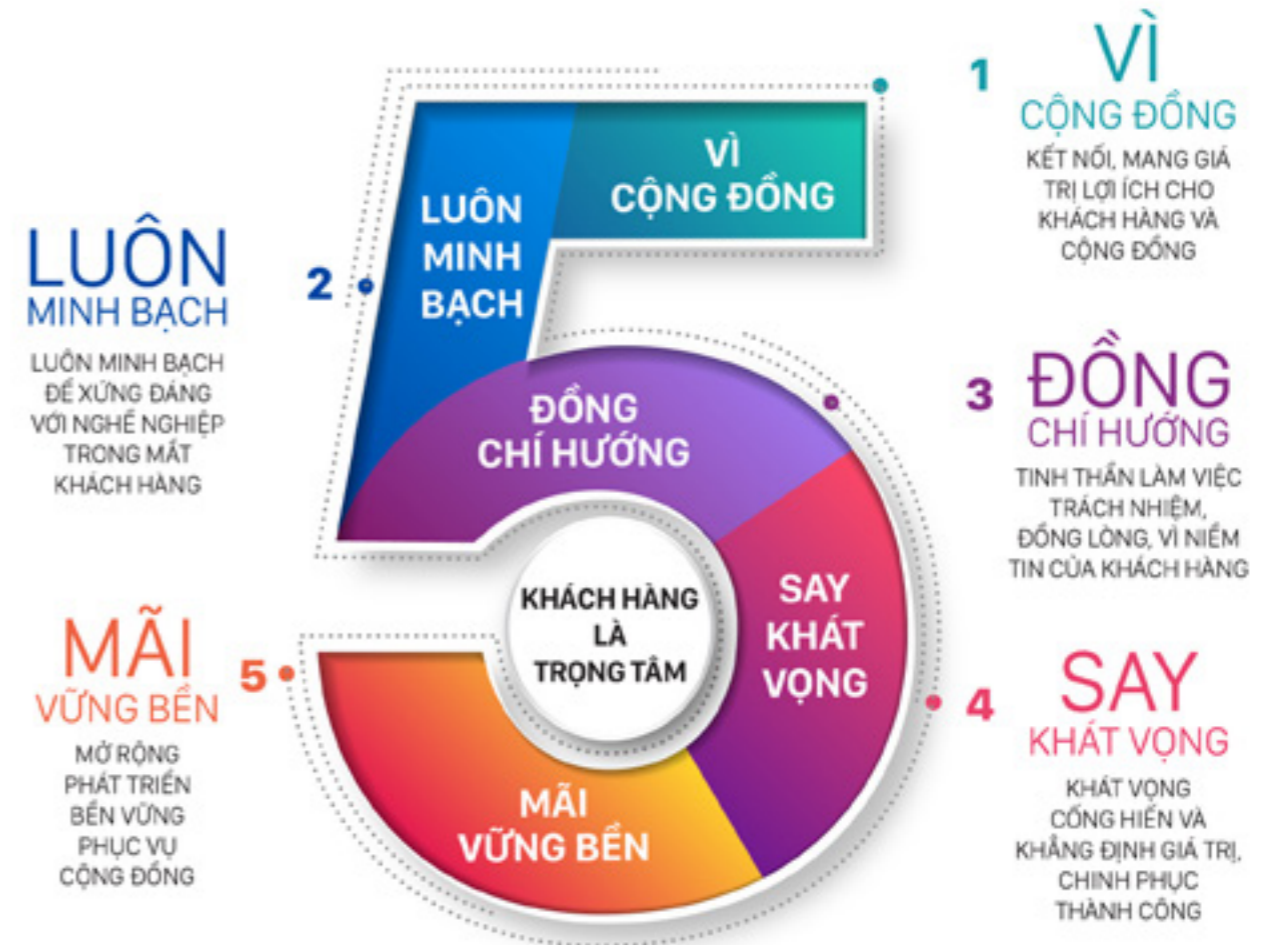 1
VÌ
CỘNG ĐỒNG
KẾT NỐI, MANG GIÁ
TRỊ LỢI ÍCH CHO
KHÁCH HÀNG VÀ
CỘNG ĐỒNG
2
LUÔN
MINH BẠCH
LUÔN MINH BẠCH
ĐỂ XỨNG ĐÁNG
VỚI NGHỀ NGHIỆP
TRONG MẮT
KHÁCH HÀNG
3
ĐỒNG
CHÍ HƯỚNG
TINH THẦN LÀM VIỆC
TRÁCH NHIỆM,
ĐỒNG LÒNG, VÌ NIỀM
TIN CỦA KHÁCH HÀNG
4
SAY
KHÁT VỌNG
KHÁT VỌNG
CỐNG HIẾN VÀ
KHẲNG ĐỊNH GIÁ TRỊ,
CHINH PHỤC
THÀNH CÔNG
5
MÃI
VỮNG BỀN
MỞ RỘNG
PHÁT TRIỂN
BỀN VỮNG
PHỤC VỤ
CỘNG ĐỒNG
VÌ
CỘNG ĐỒNG
LUÔN
MINH
BẠCH
ĐỒNG
CHÍ HƯỚNG
SAY
KHÁT
VỌNG
MÃI
VỮNG BỀN
KHÁCH HÀNG
LÀ
TRỌNG TÂM